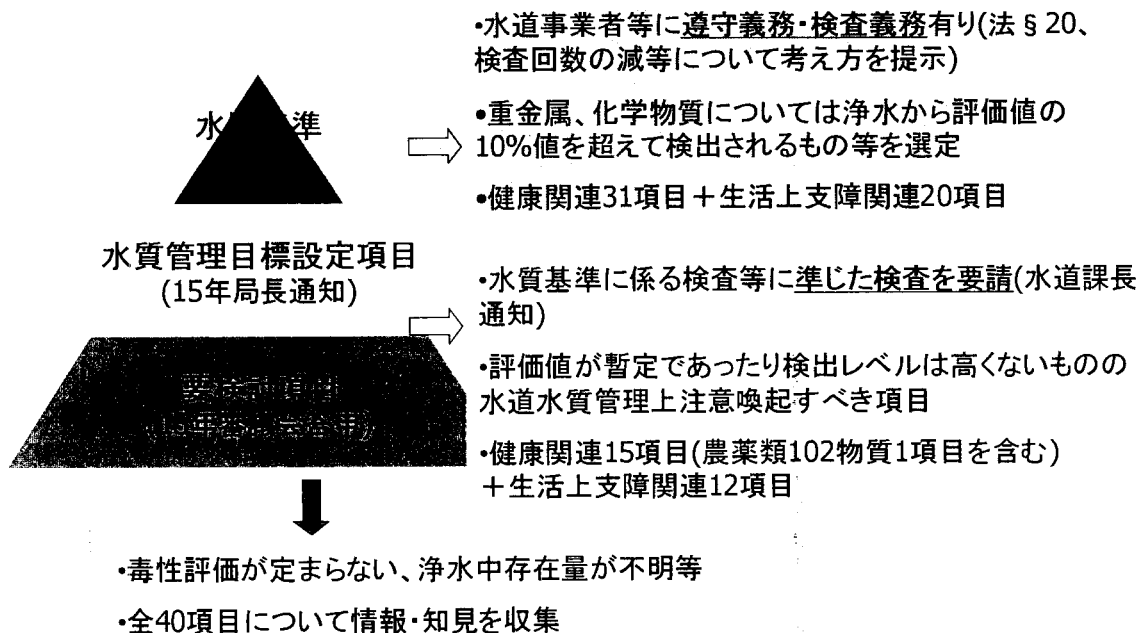 •水道事業者等に遵守義務・検査義務有り(法§20、
検査回数の減等について考え方を提示)
•重金属、化学物質については浄水から評価値の
10%値を超えて検出されるもの等を選定
•健康関連31項目+生活上支障関連20項目
水質管理目標設定項目
(15年局長通知)
•水質基準に係る検査等に準じた検査を要請(水道課長
通知)
•評価値が暫定であったり検出レベルは高くないものの
水道水質管理上注意喚起すべき項目
•健康関連15項目(農薬類102物質1項目を含む)
+生活上支障関連12項目
•毒性評価が定まらない、浄水中存在量が不明等
•全40項目について情報・知見を収集